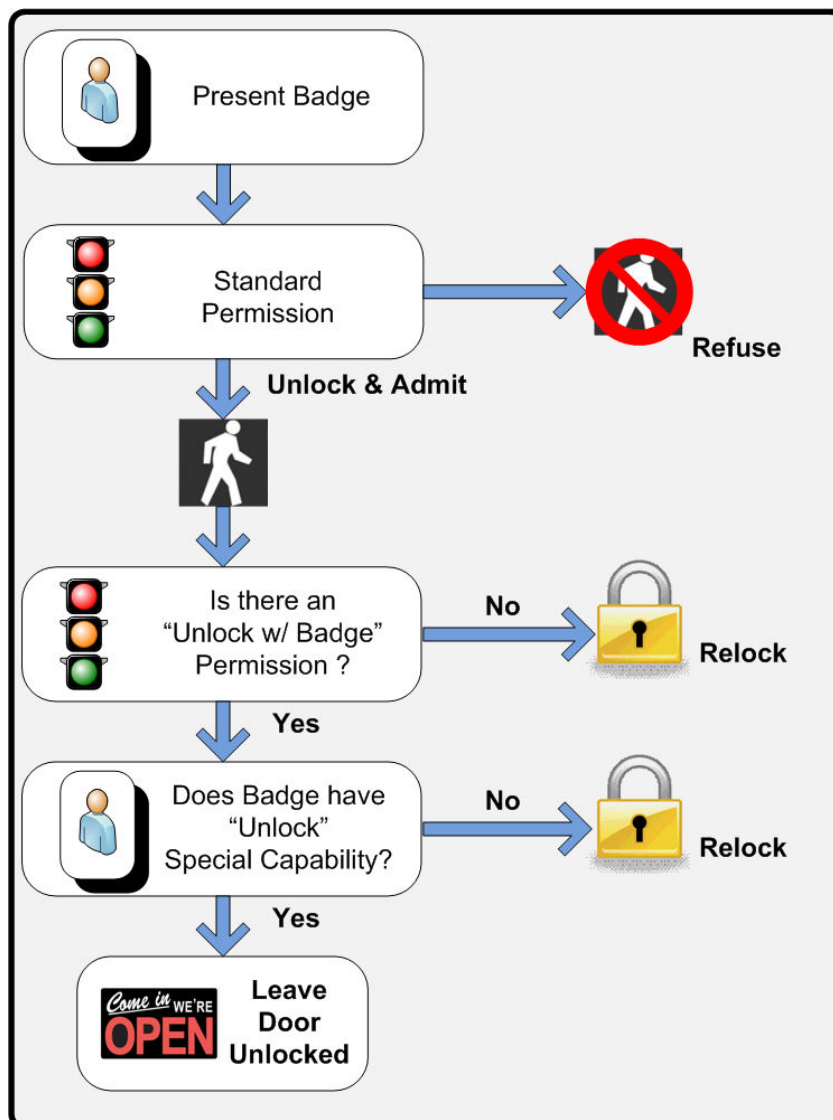 Present Badge
Standard
Permission
Refuse
Unlock & Admit
Is there an
“Unlock w/ Badge”
Permission ?
No
Relock
Yes
Does Badge have
“Unlock”
Special Capability?
No
Relock
Yes
Come in WE'RE
OPEN
Leave
Door
Unlocked